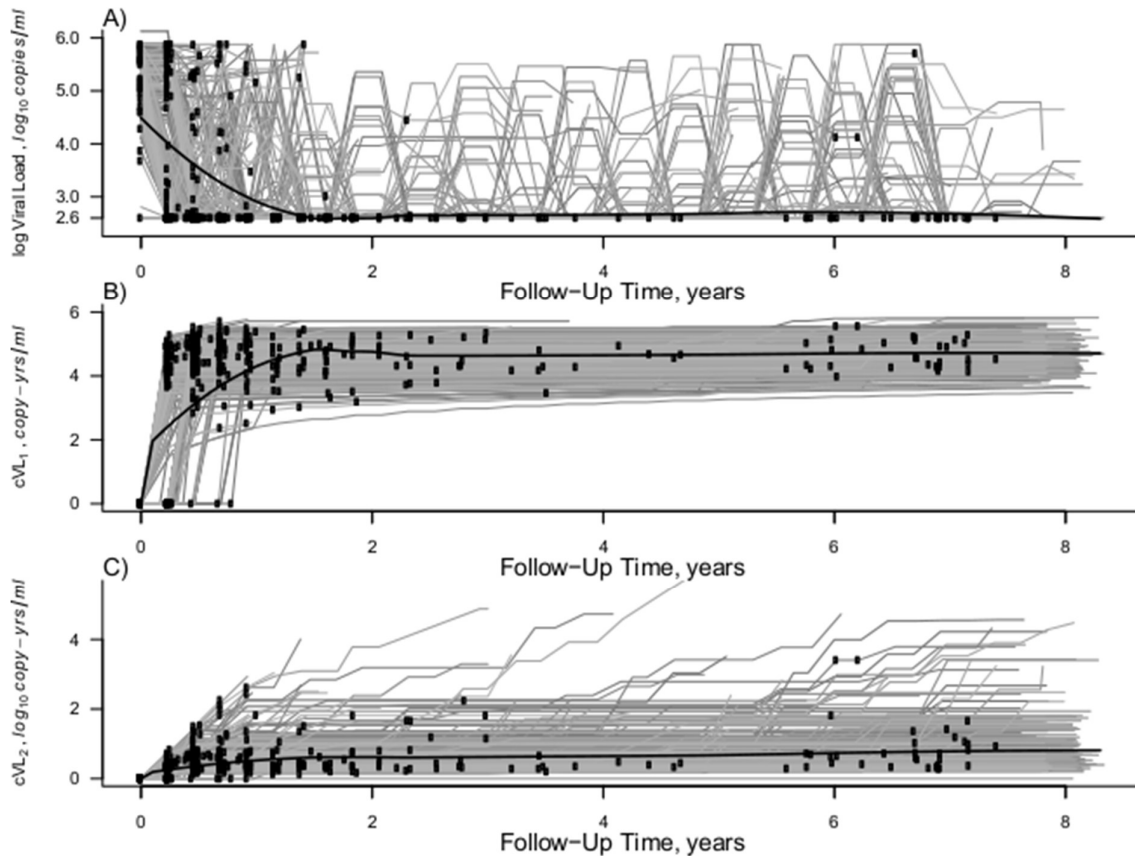 A)
log Viral Load , log10 copies/ml
6.0
5.0
4.0
3.0
2.6
0 2 4 6 8
Follow−Up Time, years
B)
cVL1 , copy−yrs/ml
6
4
2
0
0 2 4 6 8
Follow−Up Time, years
C)
cVL2 , log10 copy−yrs/ml
4
2
0
0 2 4 6 8
Follow−Up Time, years